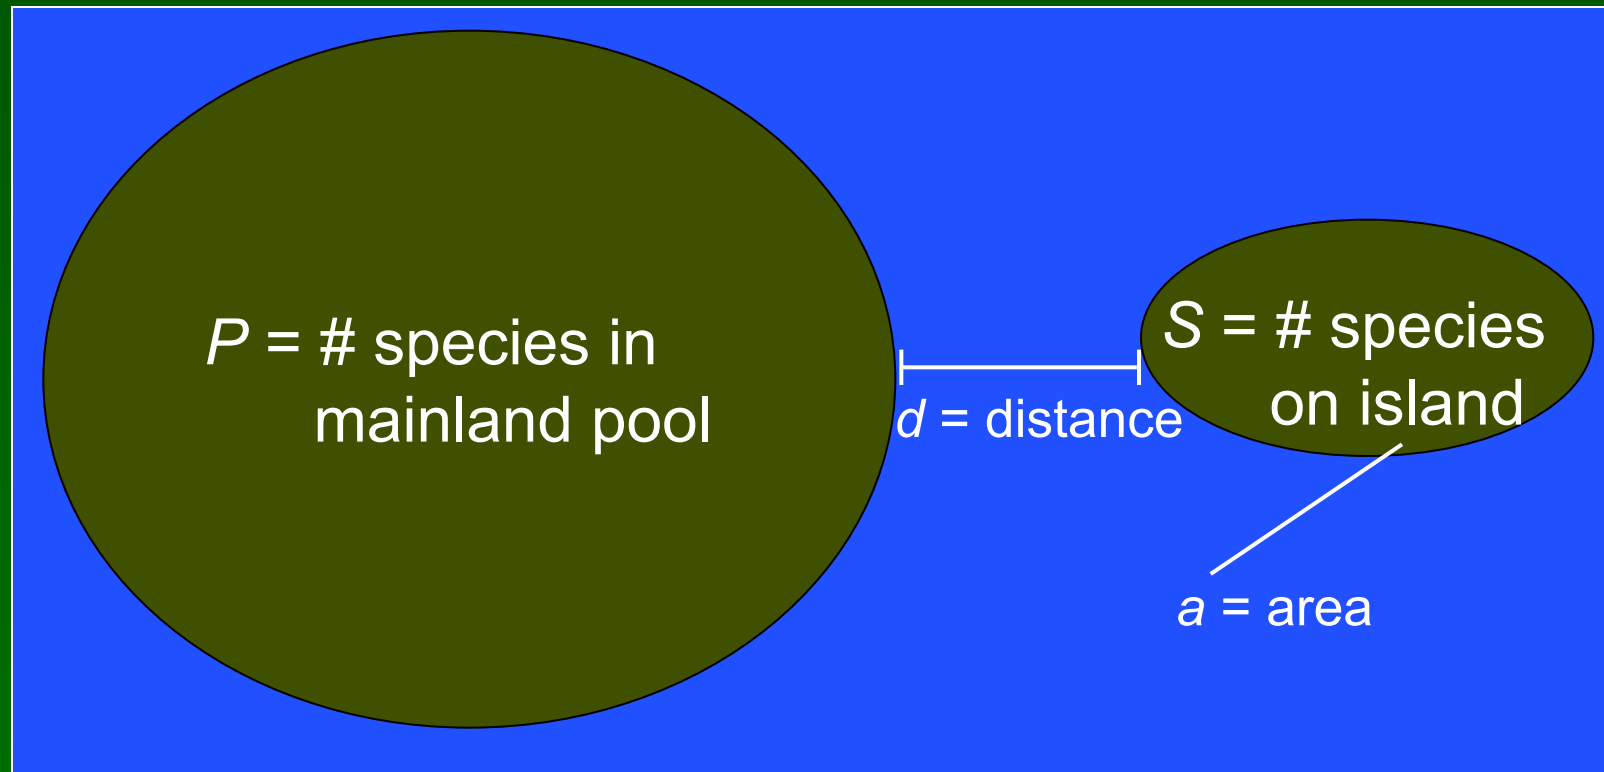 P = # species in
mainland pool
d = distance
S = # species
on island
a = area